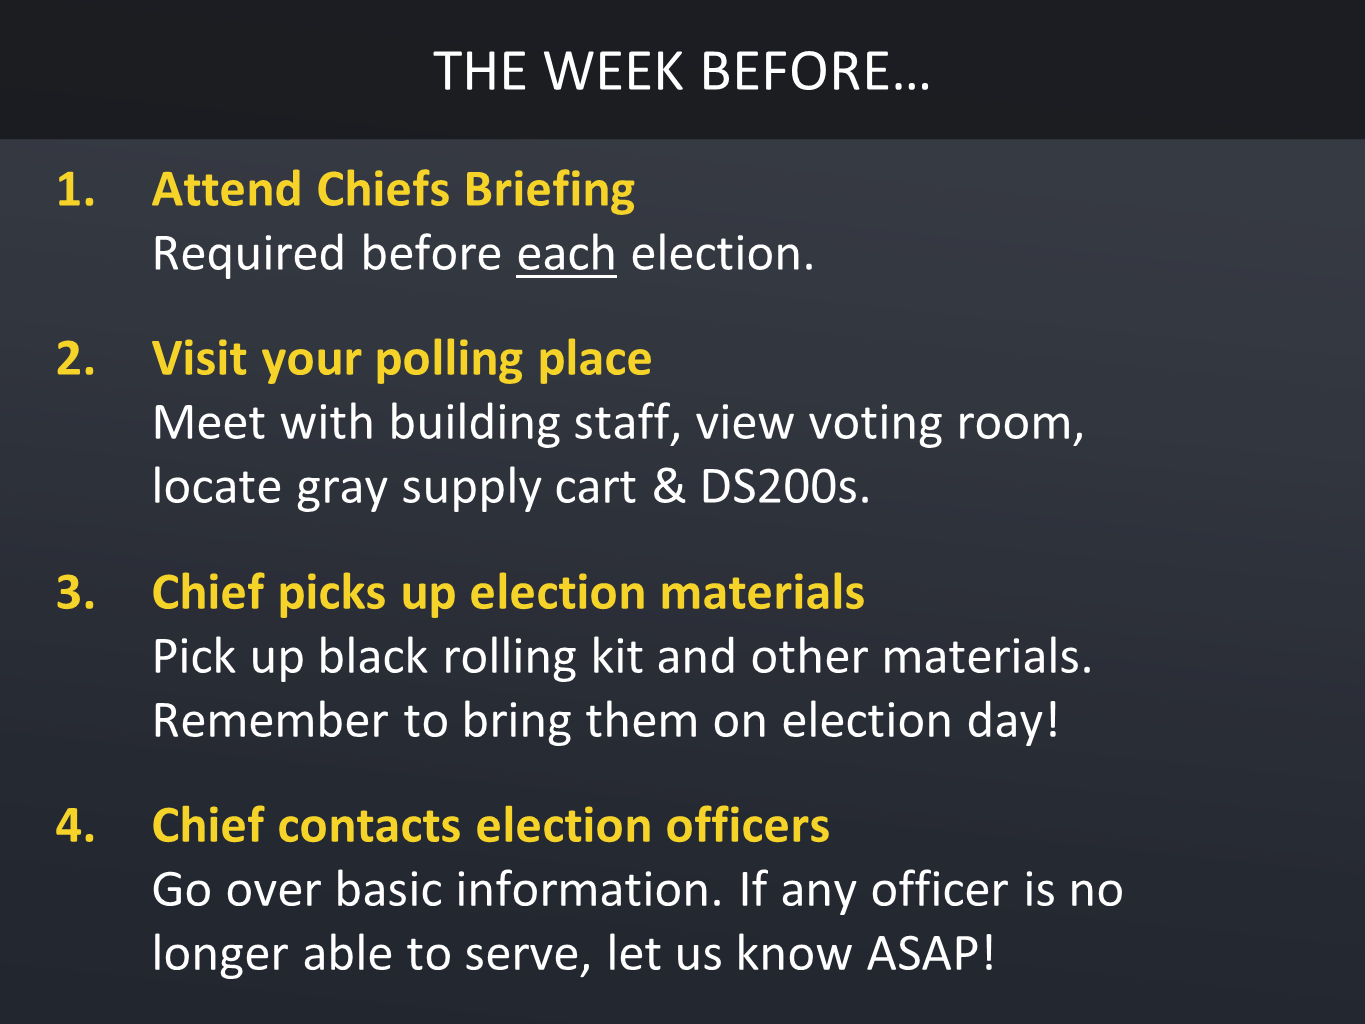 THE WEEK BEFORE…
1. Attend Chiefs Briefing
Required before each election.
2. Visit your polling place
Meet with building staff, view voting room,
locate gray supply cart & DS200s.
3. Chief picks up election materials
Pick up black rolling kit and other materials.
Remember to bring them on election day!
4. Chief contacts election officers
Go over basic information. If any officer is no
longer able to serve, let us know ASAP!